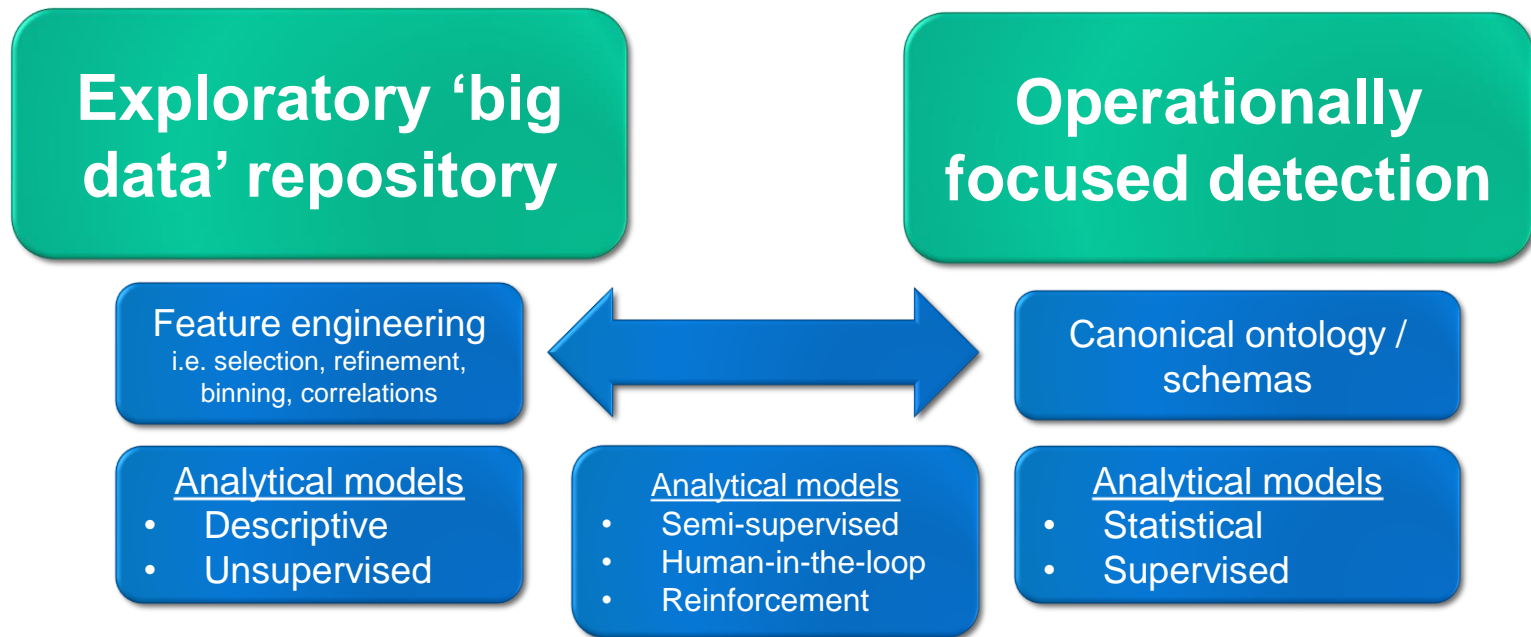 Exploratory ‘big
data’ repository
Operationally
focused detection
Feature engineering
i.e. selection, refinement,
binning, correlations
Canonical ontology /
schemas
Analytical models
• Descriptive
• Unsupervised
Analytical models
• Semi-supervised
• Human-in-the-loop
• Reinforcement
Analytical models
• Statistical
• Supervised